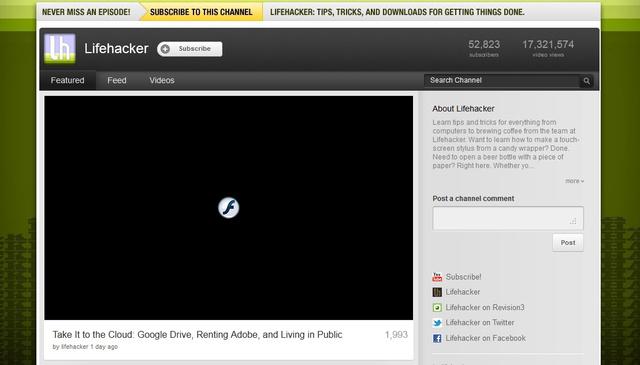 NEVER MISS AN EPISODE! SUBSCRIBE TO THIS CHANNEL LIFEHACKER: TIPS, TRICKS, AND DOWNLOADS FOR GETTING THINGS DONE.
lh Lifehacker Subscribe
52,823 17,321,574
subscribers video views
Featured Feed Videos Search Channel
About Lifehacker
Learn tips and tricks for everything from
computers to brewing coffee from the team at
Lifehacker. Want to learn how to make a touch-
screen stylus from a candy wrapper? Done.
Need to open a beer bottle with a piece of
paper? Right here. Whether yo...
more
Post a channel comment
Post
Subscribe!
Lifehacker
Lifehacker on Revision3
Lifehacker on Twitter
Lifehacker on Facebook
Take It to the Cloud: Google Drive, Renting Adobe, and Living in Public 1,993
by lifehacker 1 day ago